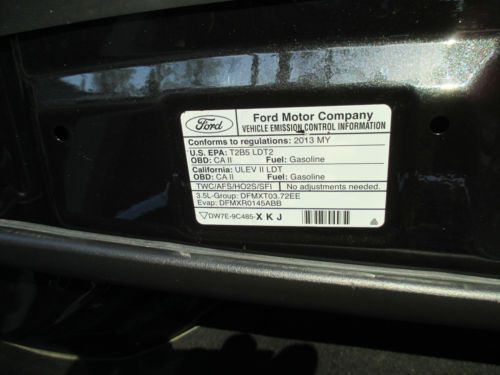 Ford
Ford Motor Company
VEHICLE EMISSION CONTROL INFORMATION
Conforms to regulations: 2013 MY
U.S. EPA: T2B5 LDT2
OBD: CA II Fuel: Gasoline
California: ULEV II LDT
OBD: CA II Fuel: Gasoline
TWC/AFS/HO2S/SFI No adjustments needed.
3.5L-Group: DFMXT03.72EE
Evap: DFMXR0145ABB
DW7E-9C485-XKJ